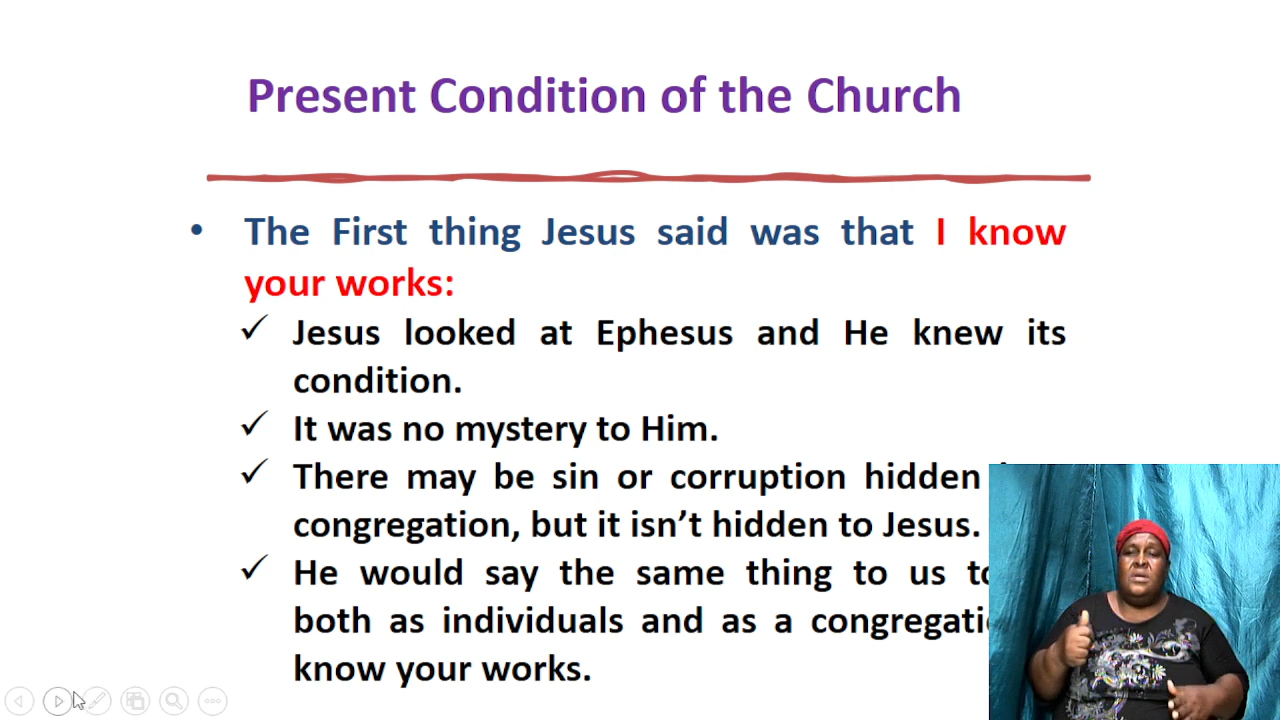 Present Condition of the Church
• The First thing Jesus said was that I know
your works:
✓ Jesus looked at Ephesus and He knew its
condition.
✓ It was no mystery to Him.
✓ There may be sin or corruption hidden
congregation, but it isn’t hidden to Jesus.
✓ He would say the same thing to us
both as individuals and as a
know your works.